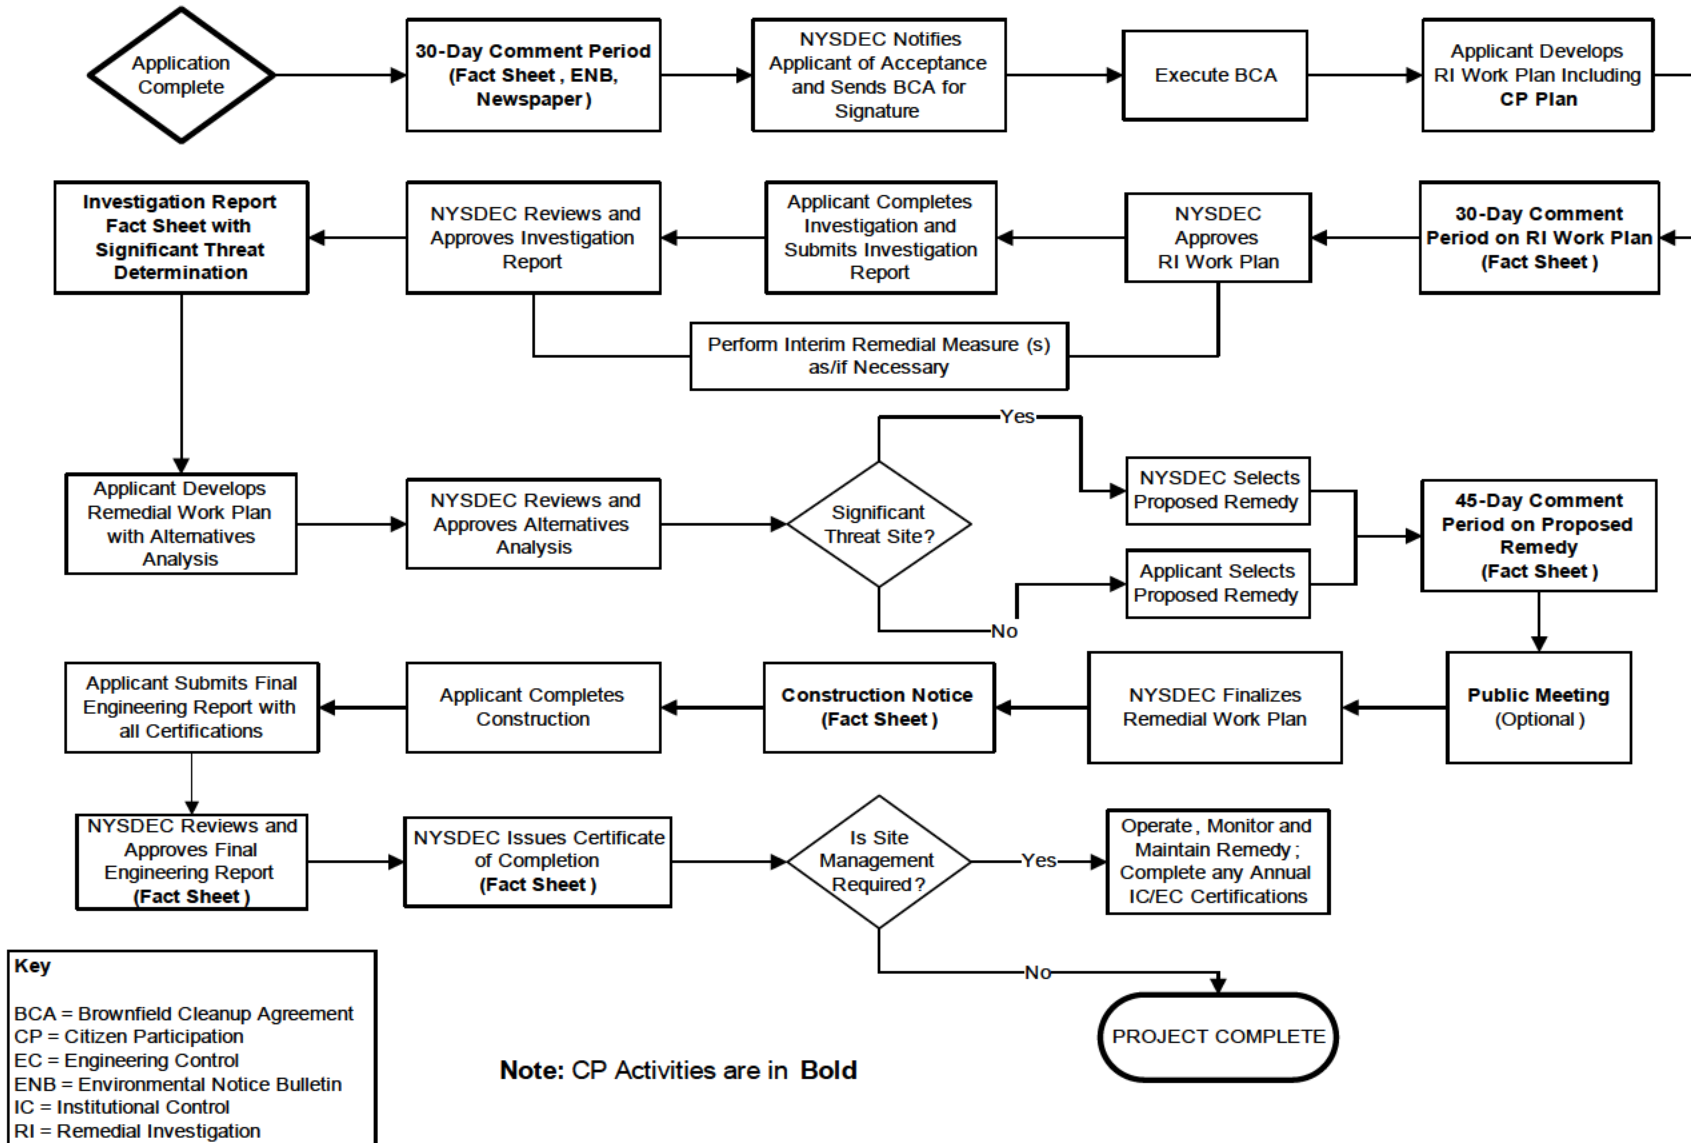 Application
Complete
30-Day Comment Period
(Fact Sheet, ENB,
Newspaper)
NYSDEC Notifies
Applicant of Acceptance
and Sends BCA for
Signature
Execute BCA
Applicant Develops
RI Work Plan Including
CP Plan
Investigation Report
Fact Sheet with
Significant Threat
Determination
NYSDEC Reviews and
Approves Investigation
Report
Applicant Completes
Investigation and
Submits Investigation
Report
NYSDEC
Approves
RI Work Plan
30-Day Comment
Period on RI Work Plan
(Fact Sheet)
Perform Interim Remedial Measure (s)
as/if Necessary
Applicant Develops
Remedial Work Plan
with Alternatives
Analysis
NYSDEC Reviews and
Approves Alternatives
Analysis
Significant
Threat Site?
Yes
No
NYSDEC Selects
Proposed Remedy
Applicant Selects
Proposed Remedy
45-Day Comment
Period on Proposed
Remedy
(Fact Sheet)
Applicant Submits Final
Engineering Report with
all Certifications
Applicant Completes
Construction
Construction Notice
(Fact Sheet)
NYSDEC Finalizes
Remedial Work Plan
Public Meeting
(Optional)
NYSDEC Reviews and
Approves Final
Engineering Report
(Fact Sheet)
NYSDEC Issues Certificate
of Completion
(Fact Sheet)
Is Site
Management
Required?
Yes
Operate, Monitor and
Maintain Remedy;
Complete any Annual
IC/EC Certifications
No
PROJECT COMPLETE
Key
BCA = Brownfield Cleanup Agreement
CP = Citizen Participation
EC = Engineering Control
ENB = Environmental Notice Bulletin
IC = Institutional Control
RI = Remedial Investigation
Note: CP Activities are in Bold